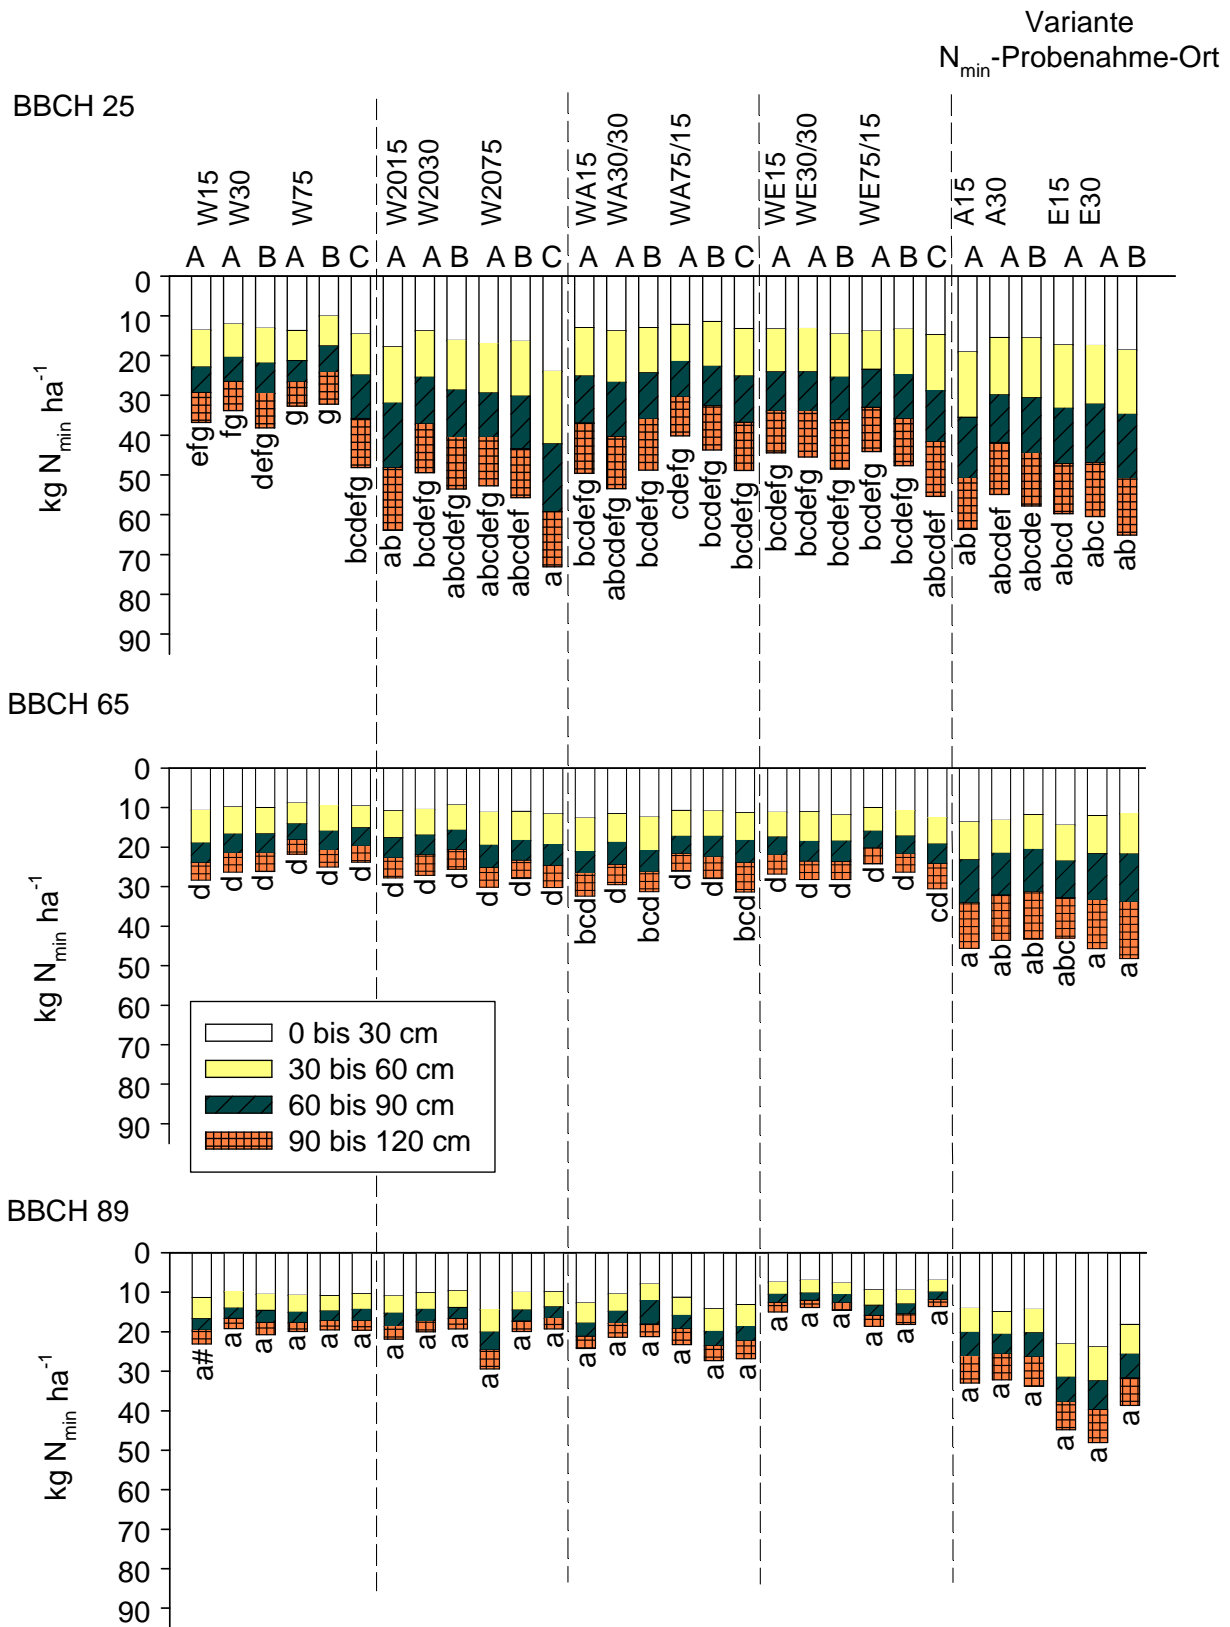 Variante
N_min-Probenahme-Ort
BBCH 25
W15 W30 W75 W2015 W2030 W2075 WA15 WA30/30 WA75/15 WE15 WE30/30 WE75/15 A15 A30 E15 E30
A A B A B C A A B A B C A A B A B C A A B A B C A A B A A B
0
10
20
30
40
50
60
70
80
90
kg N_min ha⁻¹
efg fg defg g g bcdefg ab bcdefg abcdefg abcdefg abcdef a bcdefg abcdefg bcdefg cdefg bcdefg bcdefg bcdefg bcdefg bcdefg bcdefg bcdefg abcdef ab abcdef abcde abcd abc ab
BBCH 65
0
10
20
30
40
50
60
70
80
90
kg N_min ha⁻¹
d d d d d d d d d d d d bcd d bcd d d bcd d d d d d cd a ab ab abc a a
0 bis 30 cm
30 bis 60 cm
60 bis 90 cm
90 bis 120 cm
BBCH 89
0
10
20
30
40
50
60
70
80
90
kg N_min ha⁻¹
a# a a a a a a a a a a a a a a a a a a a a a a a a a a a a a